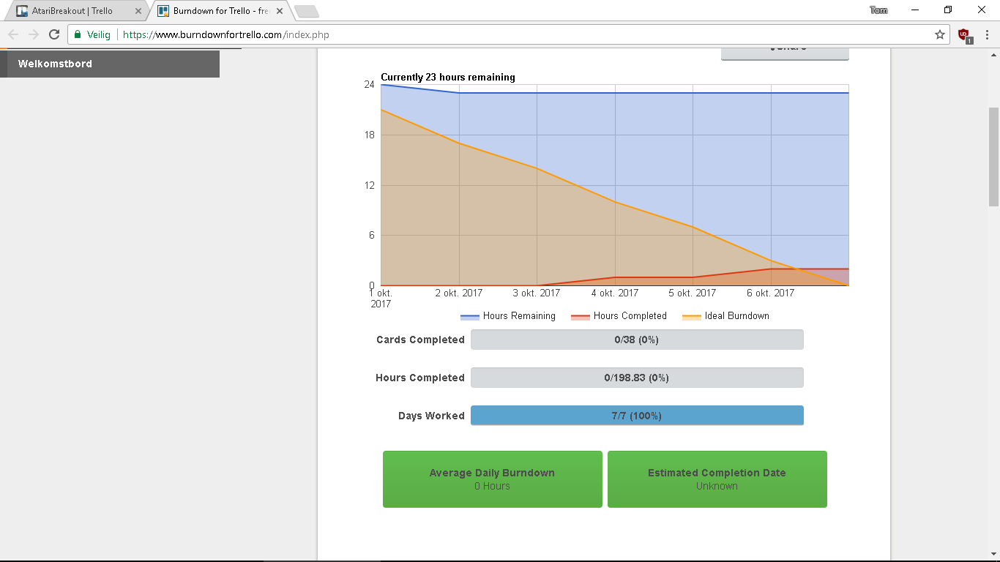 AtariBreakout | Trello
Burndown for Trello - fre
Tom
Veilig
https://www.burndownfortrello.com/index.php
1
Welkomstbord
Share
Currently 23 hours remaining
24
18
12
6
0
1 okt. 2017
2 okt. 2017
3 okt. 2017
4 okt. 2017
5 okt. 2017
6 okt. 2017
Hours Remaining
Hours Completed
Ideal Burndown
Cards Completed
0/38 (0%)
Hours Completed
0/198.83 (0%)
Days Worked
7/7 (100%)
Average Daily Burndown
0 Hours
Estimated Completion Date
Unknown